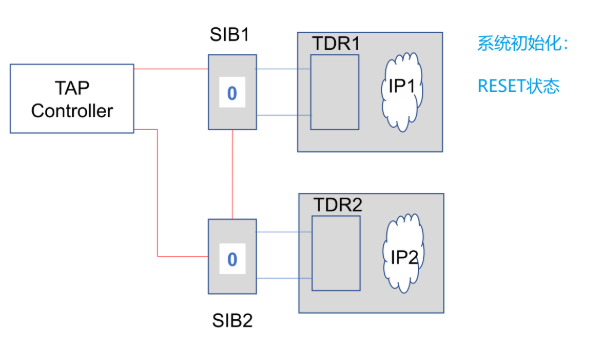 SIB1
TDR1
系统初始化：
TAP
Controller
0
IP1
RESET状态
TDR2
0
IP2
SIB2